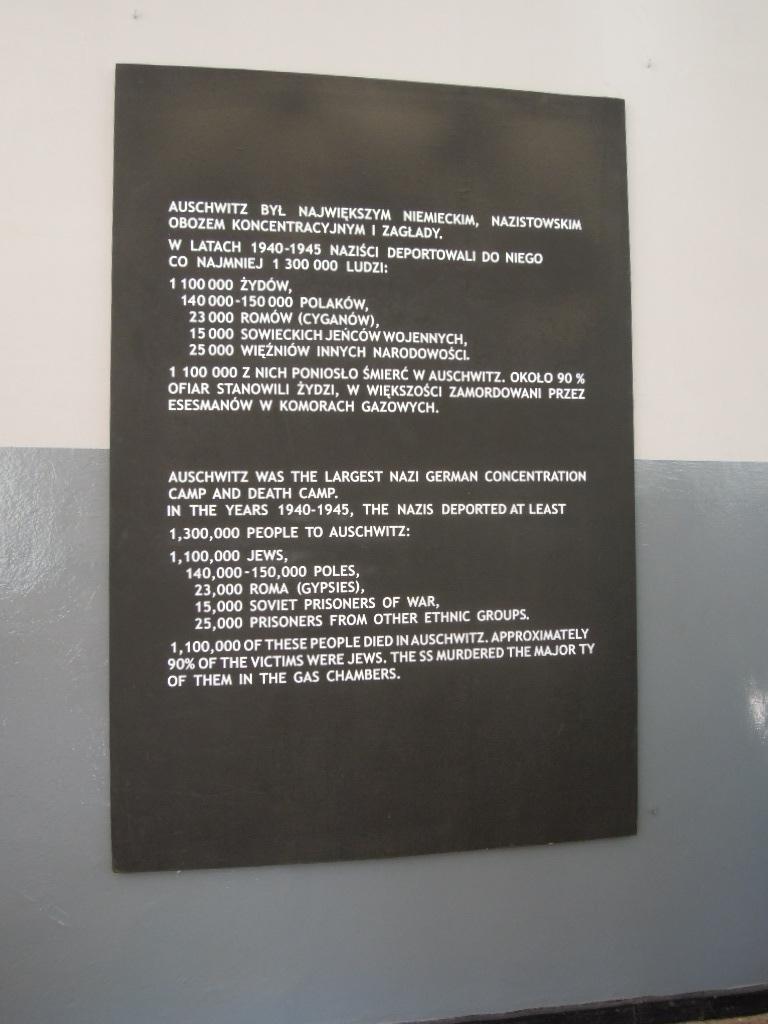 AUSCHWITZ BYŁ NAJWIĘKSZYM NIEMIECKIM, NAZISTOWSKIM
OBOZEM KONCENTRACYJNYM I ZAGŁADY.
W LATACH 1940-1945 NAZIŚCI DEPORTOWALI DO NIEGO
CO NAJMNIEJ 1 300 000 LUDZI:
1 100 000 ŻYDÓW,
140 000-150 000 POLAKÓW,
23 000 ROMÓW (CYGANÓW),
15 000 SOWIECKICH JEŃCÓW WOJENNYCH,
25 000 WIĘŹNIÓW INNYCH NARODOWOŚCI.
1 100 000 Z NICH PONIOSŁO ŚMIERĆ W AUSCHWITZ. OKOŁO 90 %
OFIAR STANOWILI ŻYDZI, W WIĘKSZOŚCI ZAMORDOWANI PRZEZ
ESESMANÓW W KOMORACH GAZOWYCH.
AUSCHWITZ WAS THE LARGEST NAZI GERMAN CONCENTRATION
CAMP AND DEATH CAMP.
IN THE YEARS 1940-1945, THE NAZIS DEPORTED AT LEAST
1,300,000 PEOPLE TO AUSCHWITZ:
1,100,000 JEWS,
140,000-150,000 POLES,
23,000 ROMA (GYPSIES),
15,000 SOVIET PRISONERS OF WAR,
25,000 PRISONERS FROM OTHER ETHNIC GROUPS.
1,100,000 OF THESE PEOPLE DIED IN AUSCHWITZ. APPROXIMATELY
90% OF THE VICTIMS WERE JEWS. THE SS MURDERED THE MAJOR TY
OF THEM IN THE GAS CHAMBERS.